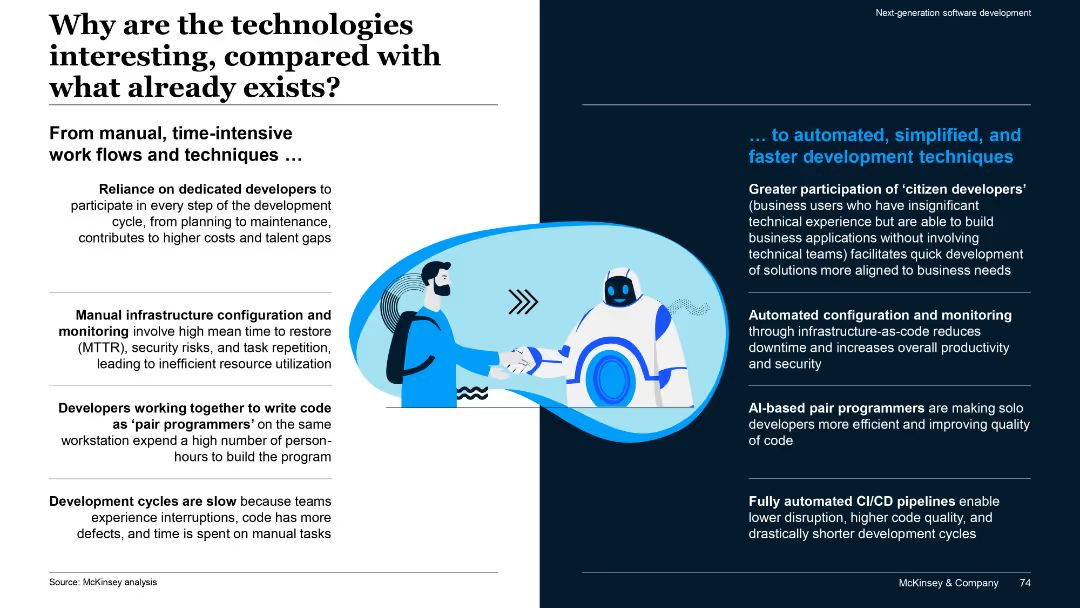 Next-generation software development
Why are the technologies
interesting, compared with
what already exists?
From manual, time-intensive
work flows and techniques …
Reliance on dedicated developers to
participate in every step of the development
cycle, from planning to maintenance,
contributes to higher costs and talent gaps
Manual infrastructure configuration and
monitoring involve high mean time to restore
(MTTR), security risks, and task repetition,
leading to inefficient resource utilization
Developers working together to write code
as ‘pair programmers’ on the same
workstation expend a high number of person-
hours to build the program
Development cycles are slow because teams
experience interruptions, code has more
defects, and time is spent on manual tasks
… to automated, simplified, and
faster development techniques
Greater participation of ‘citizen developers’
(business users who have insignificant
technical experience but are able to build
business applications without involving
technical teams) facilitates quick development
of solutions more aligned to business needs
Automated configuration and monitoring
through infrastructure-as-code reduces
downtime and increases overall productivity
and security
AI-based pair programmers are making solo
developers more efficient and improving quality
of code
Fully automated CI/CD pipelines enable
lower disruption, higher code quality, and
drastically shorter development cycles
Source: McKinsey analysis
McKinsey & Company 74